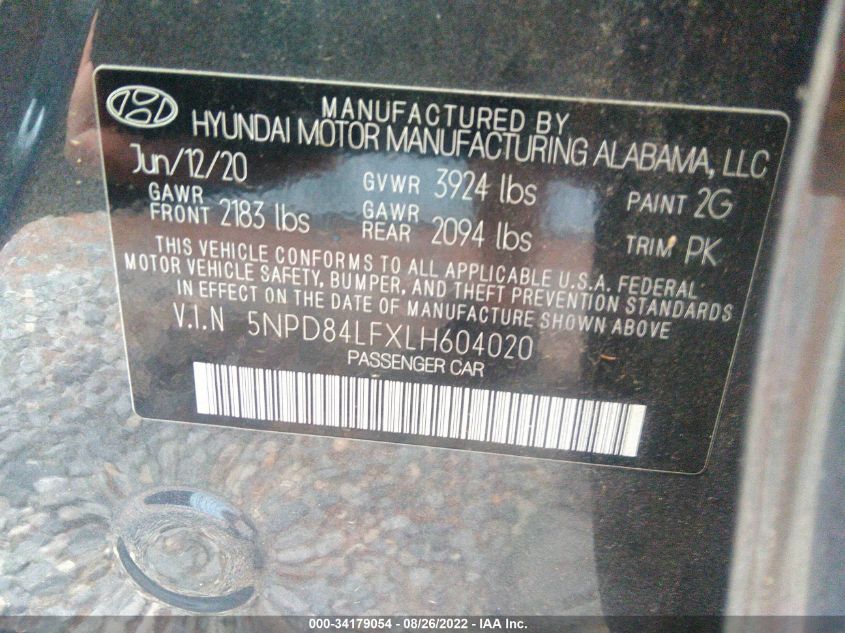 MANUFACTURED BY
HYUNDAI MOTOR MANUFACTURING ALABAMA, LLC
Jun/12/20 GVWR 3924 lbs PAINT 2G
GAWR FRONT 2183 lbs GAWR REAR 2094 lbs TRIM PK
THIS VEHICLE CONFORMS TO ALL APPLICABLE U.S.A. FEDERAL
MOTOR VEHICLE SAFETY, BUMPER, AND THEFT PREVENTION STANDARDS
IN EFFECT ON THE DATE OF MANUFACTURE SHOWN ABOVE
V.I.N 5NPD84LFXLH604020
PASSENGER CAR
000-34179054 - 08/26/2022 - IAA Inc.